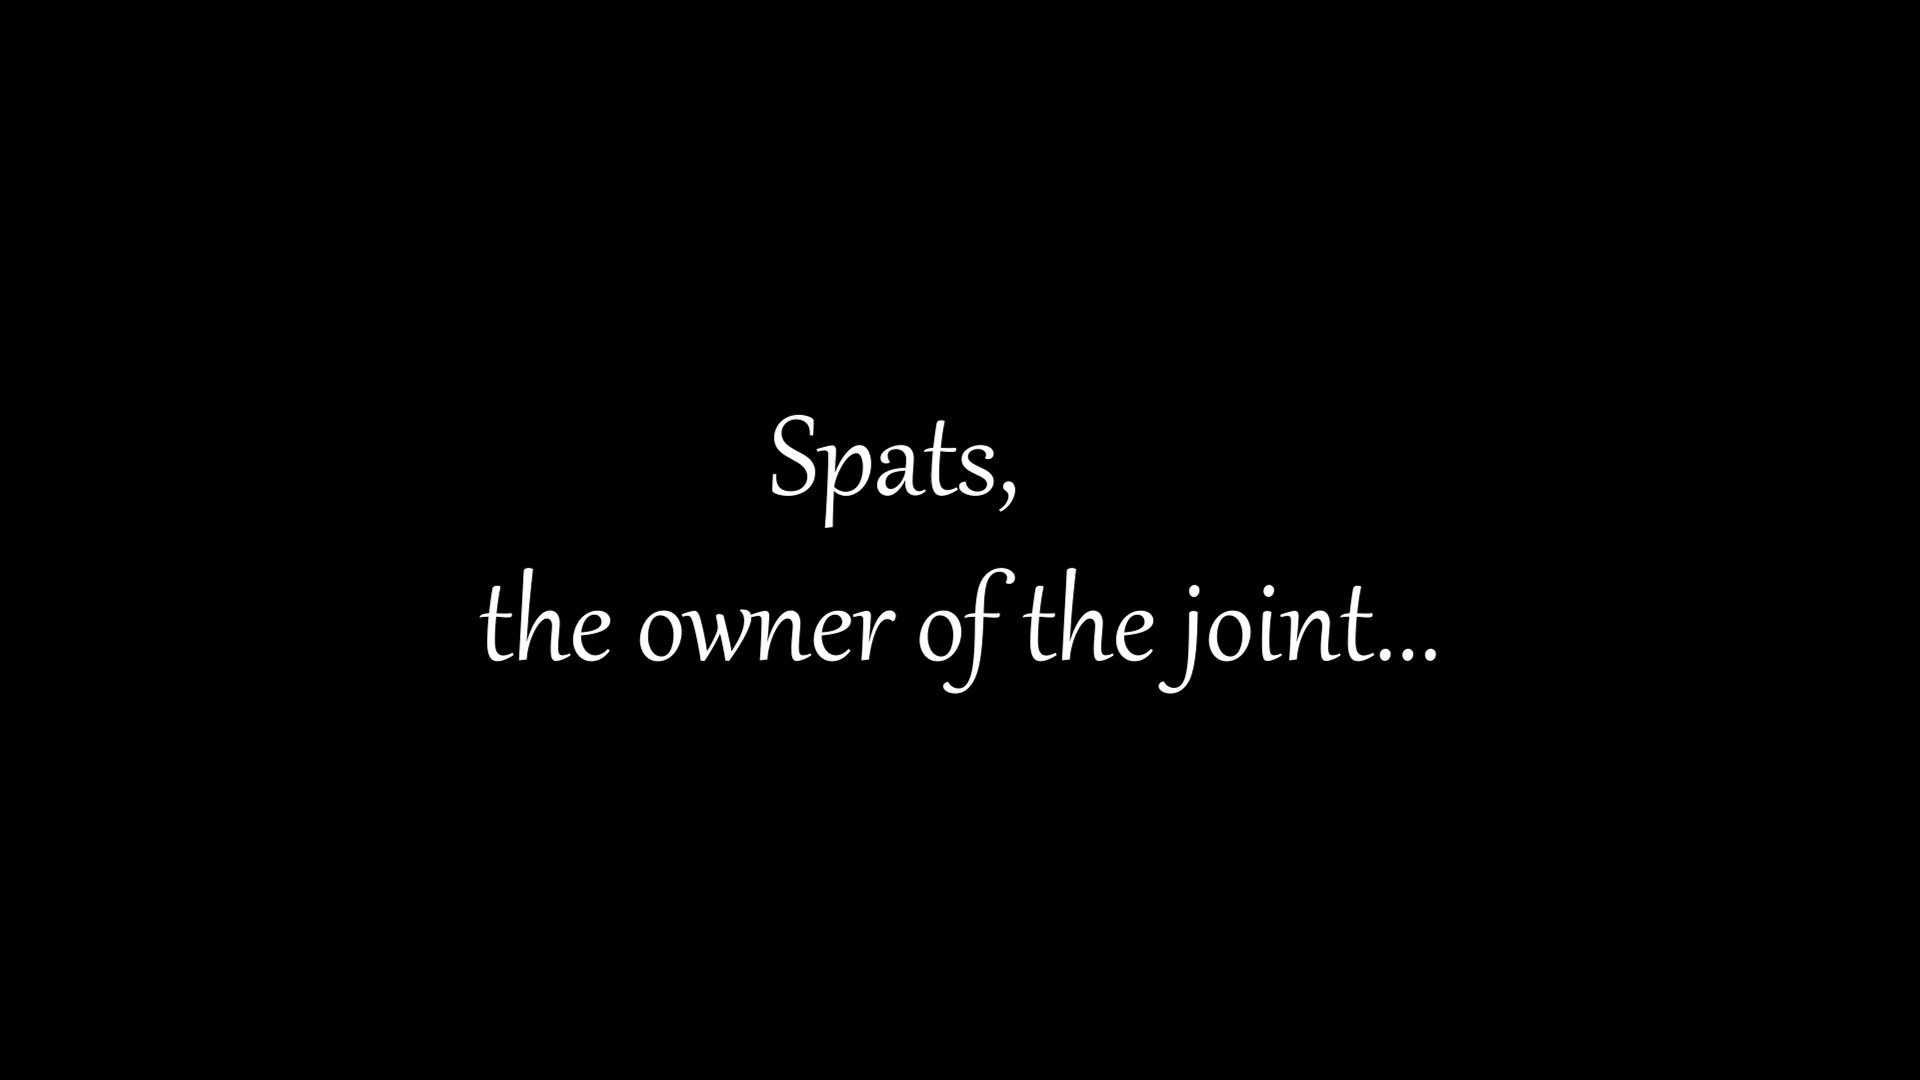 Spats,
the owner of the joint...